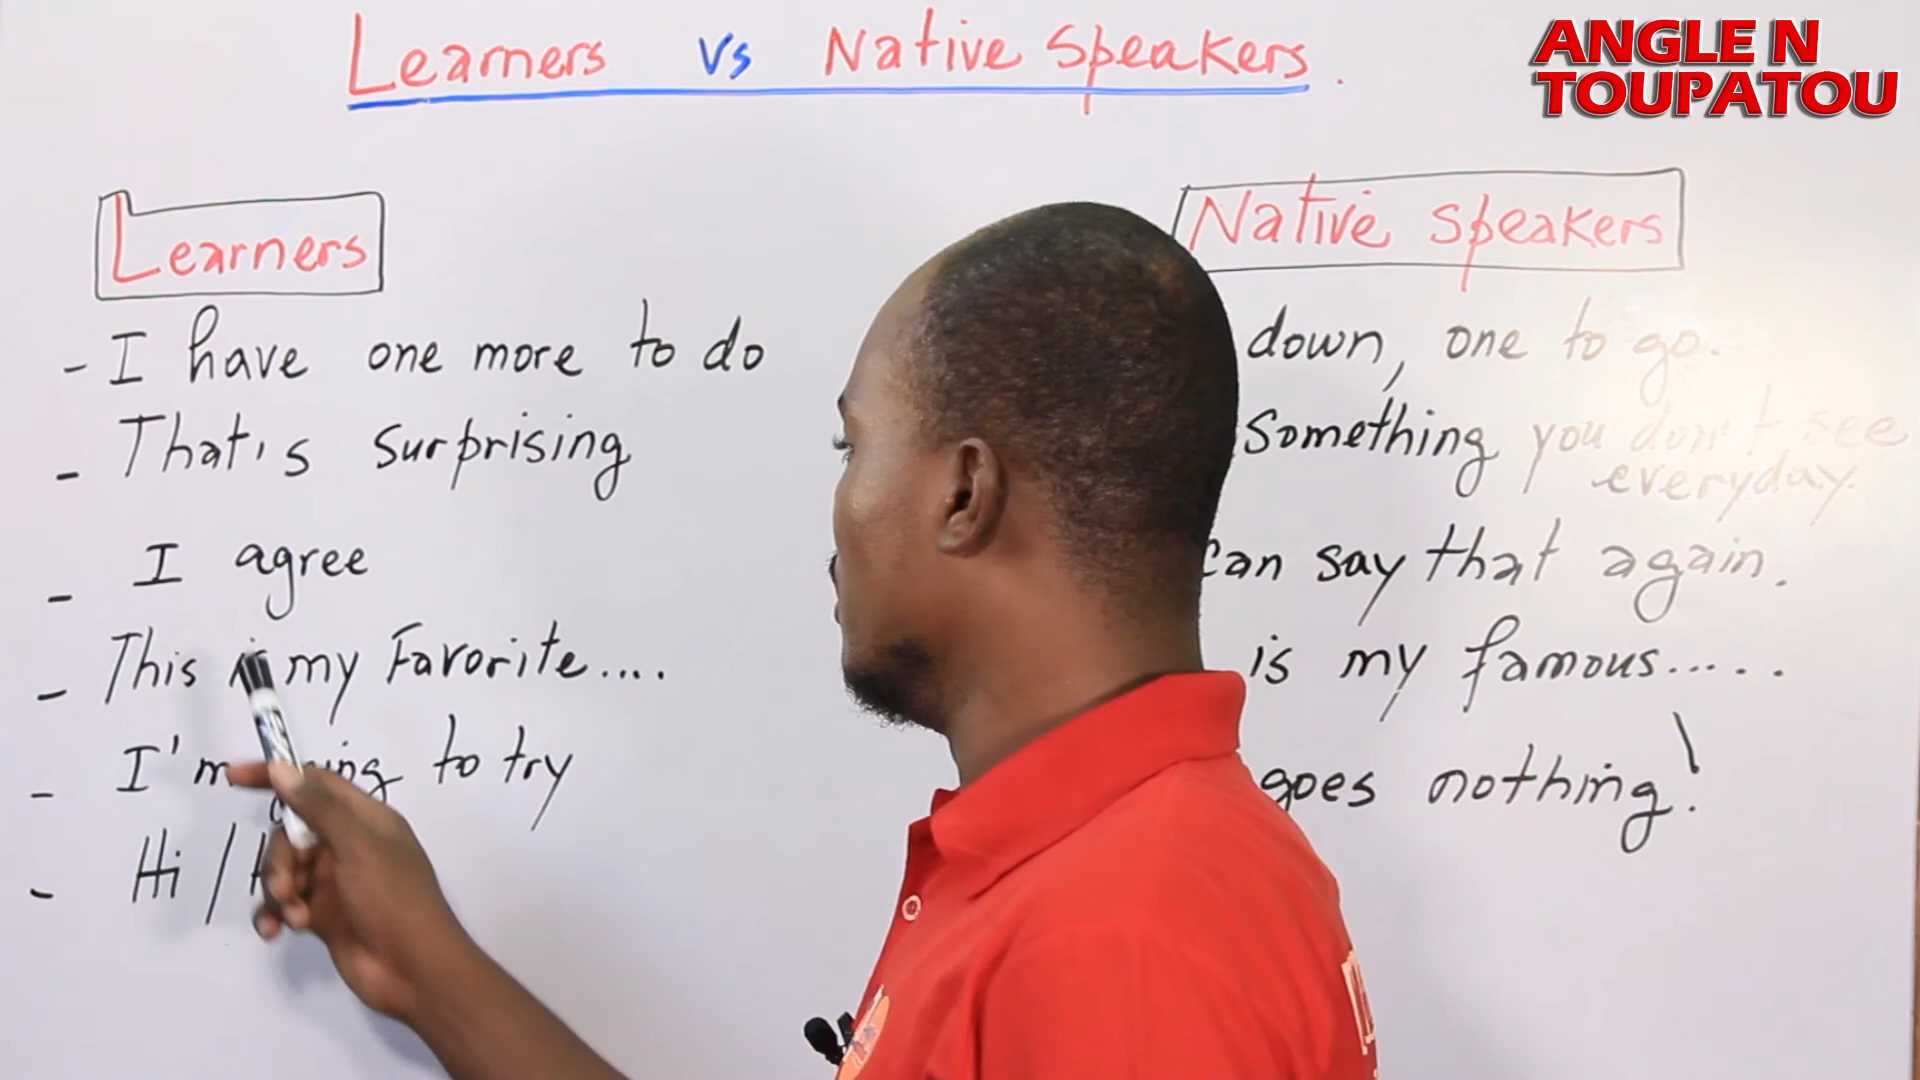 Learners vs Native Speakers.
ANGLE N
TOUPATOU
Learners
- I have one more to do
- That's surprising
- I agree
- This is my Favorite....
- I'm going to try
- Hi /
Native speakers
down, one to go.
Something you don't see
everyday.
can say that again.
is my famous.....
goes nothing!